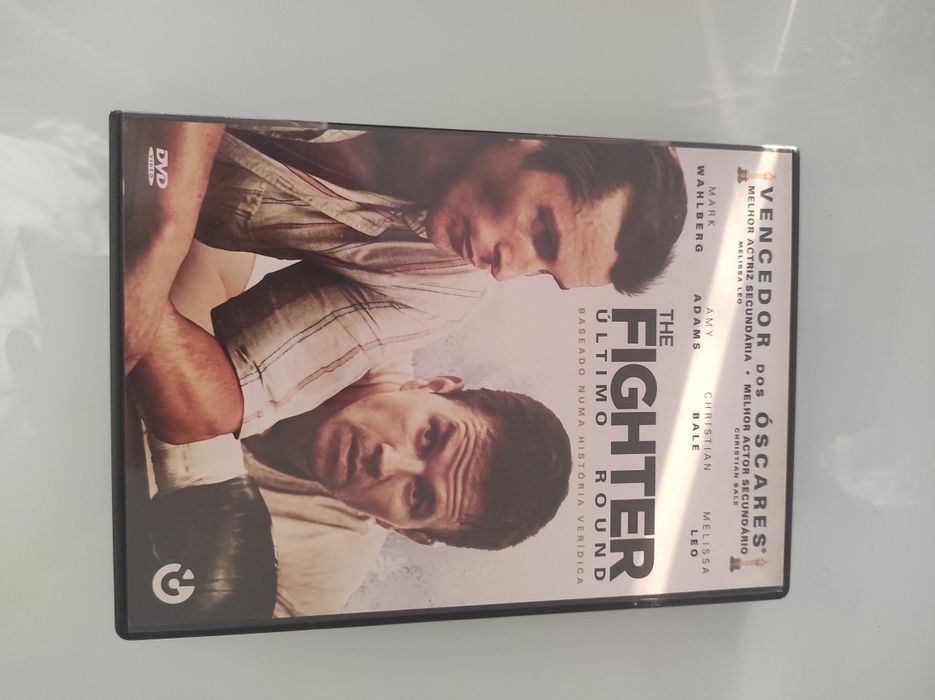 VENCEDOR DOS ÓSCARES®
MELHOR ACTRIZ SECUNDÁRIA • MELHOR ACTOR SECUNDÁRIO
MELISSA LEO CHRISTIAN BALE
MARK WAHLBERG AMY ADAMS CHRISTIAN BALE MELISSA LEO
THE
FIGHTER
ÚLTIMO ROUND
BASEADO NUMA HISTÓRIA VERÍDICA
DVD
VIDEO